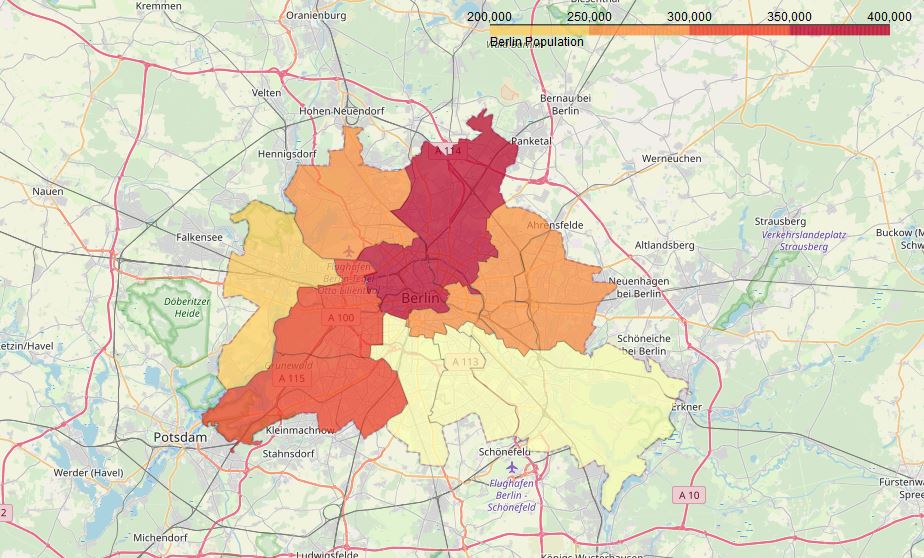 Kremmen
Oranienburg
200,000 250,000 300,000 350,000 400,000
Berlin Population
Velten
Hohen Neuendorf
Bernau bei
Berlin
Hennigsdorf
A 114
Panketal
Werneuchen
Nauen
Falkensee
Ahrensfelde
Strausberg
Verkehrslandeplatz
Strausberg
Altlandsberg
Buckow (M
Flughafen
Berlin-Tegel
Otto Lilienthal
Neuenhagen
bei Berlin
Döberitzer
Heide
Berlin
A 100
etzin/Havel
Schöneiche
bei Berlin
A 113
Grunewald
A 115
Erkner
Potsdam
Kleinmachnow
Stahnsdorf
Schönefeld
Werder (Havel)
Flughafen
Berlin -
Schönefeld
A 10
Fürstenw
Spree
2
Michendorf
Ludwigsfelde
Königs Wusterhausen